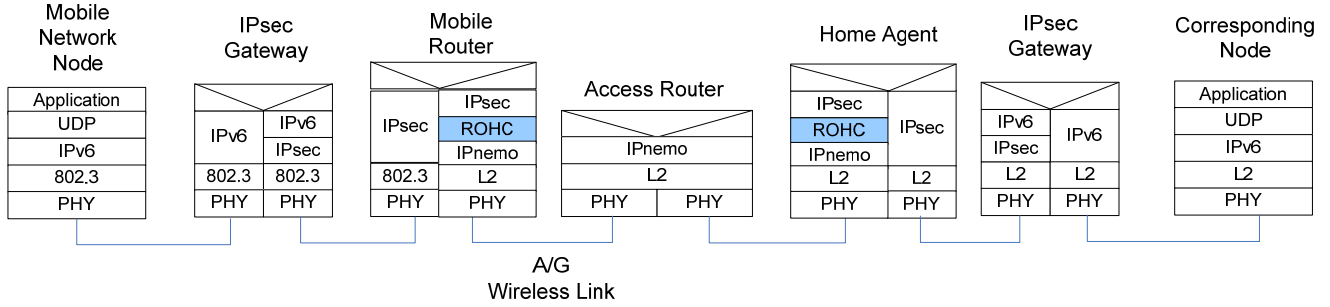 Mobile
Network
Node
Application
UDP
IPv6
802.3
PHY
IPsec
Gateway
IPv6
802.3
PHY
IPv6
IPsec
802.3
PHY
Mobile
Router
IPsec
802.3
PHY
IPsec
ROHC
IPnemo
L2
PHY
A/G
Wireless Link
Access Router
IPnemo
L2
PHY
PHY
Home Agent
IPsec
ROHC
IPnemo
L2
PHY
IPsec
L2
PHY
IPsec
Gateway
IPv6
IPsec
L2
PHY
IPv6
L2
PHY
Corresponding
Node
Application
UDP
IPv6
L2
PHY